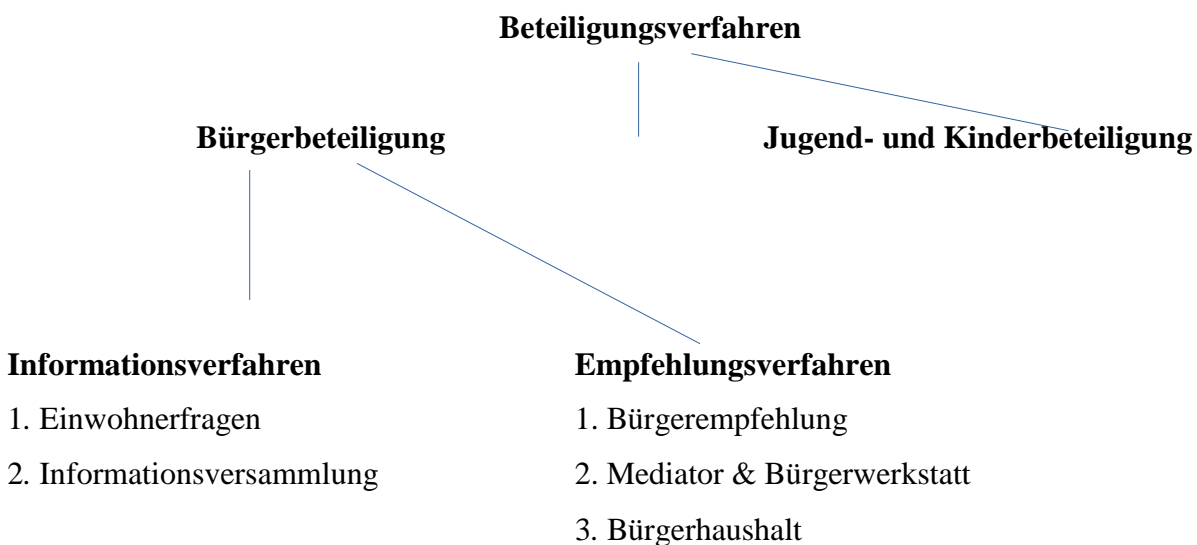 Beteiligungsverfahren
Bürgerbeteiligung
Jugend- und Kinderbeteiligung
Informationsverfahren
1. Einwohnerfragen
2. Informationsversammlung
Empfehlungsverfahren
1. Bürgerempfehlung
2. Mediator & Bürgerwerkstatt
3. Bürgerhaushalt